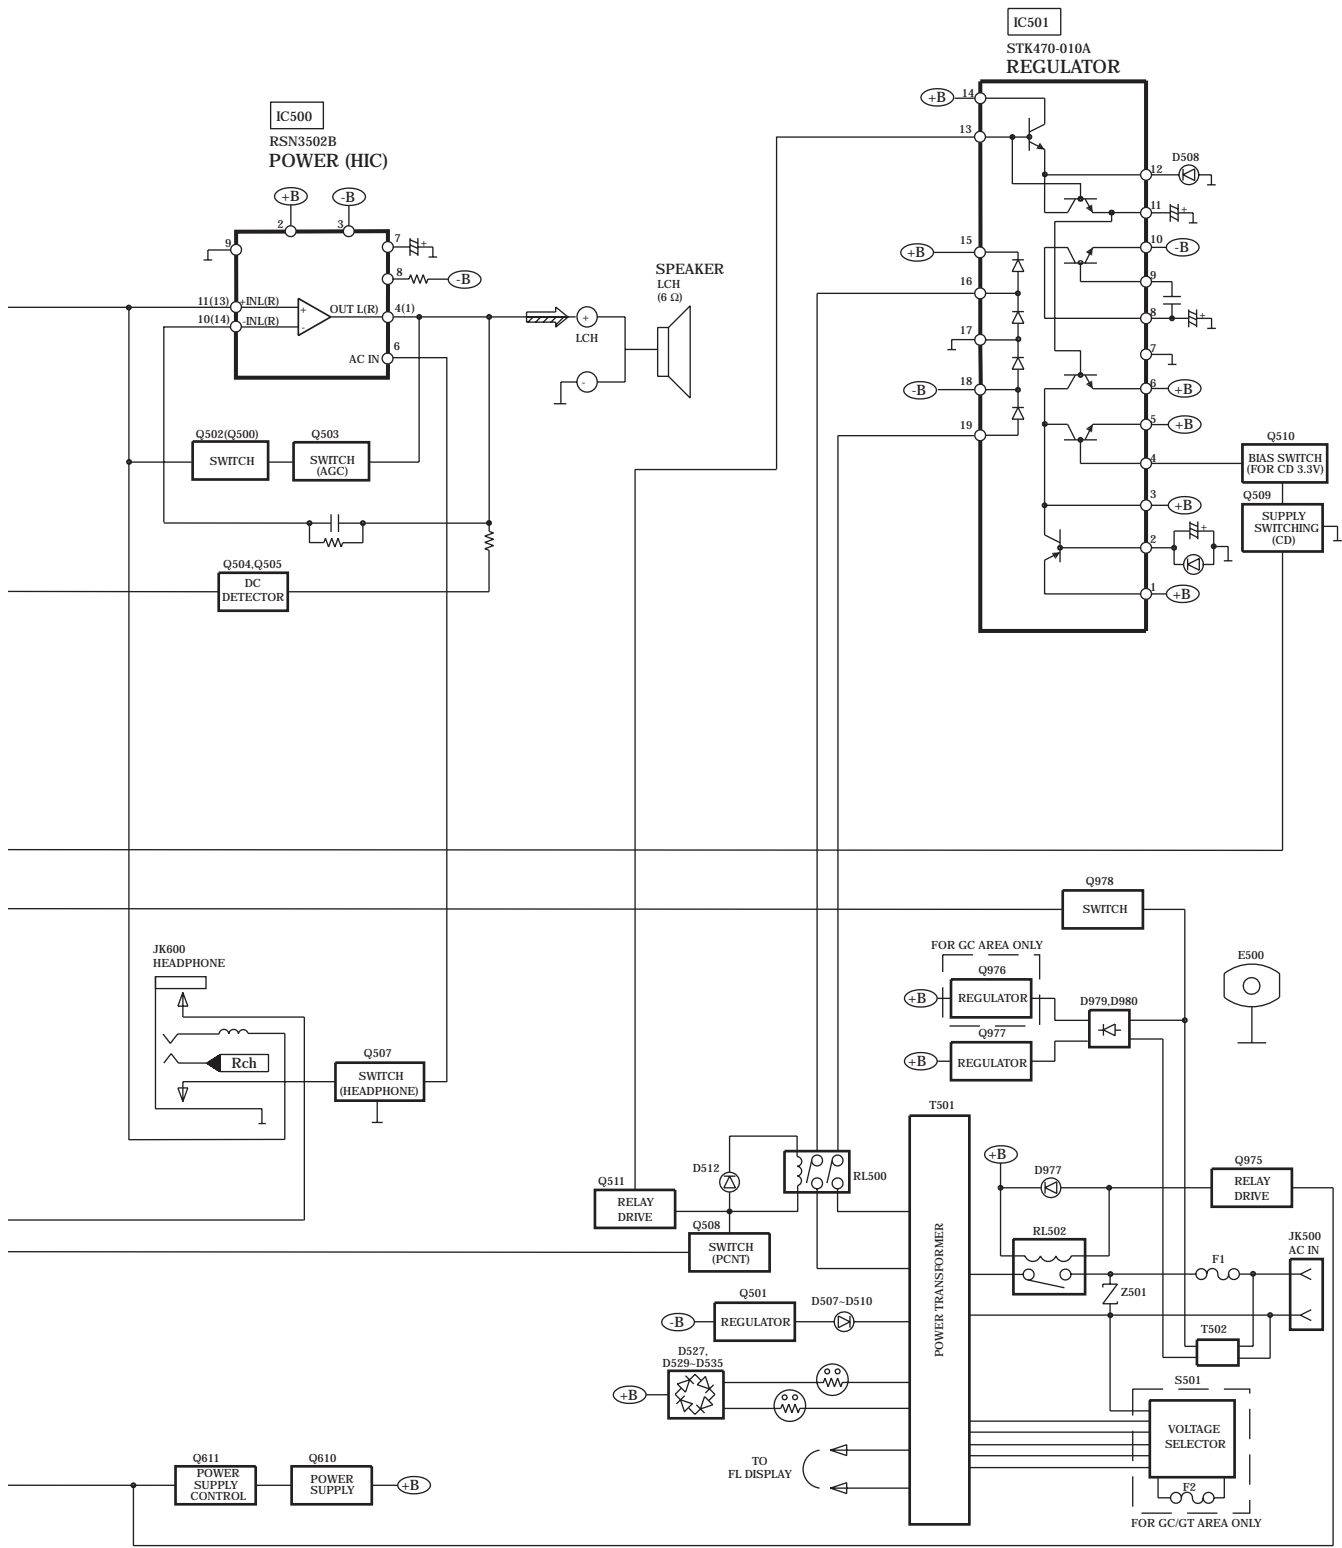 IC501
STK470-010A
REGULATOR
IC500
RSN3502B
POWER (HIC)
+B
-B
2
3
9
7
+
8
-B
11(13)
+INL(R)
10(14)
-INL(R)
+
-
OUT L(R)
4(1)
AC IN
6
SPEAKER
LCH
(6 Ω)
+
LCH
-
Q502(Q500)
SWITCH
Q503
SWITCH
(AGC)
Q504,Q505
DC
DETECTOR
+B
14
13
12
D508
11
+
+B
15
10
-B
16
9
17
8
+
7
-B
18
6
+B
19
5
+B
4
3
+B
+
2
1
+B
Q510
BIAS SWITCH
(FOR CD 3.3V)
Q509
SUPPLY
SWITCHING
(CD)
Q978
SWITCH
JK600
HEADPHONE
Rch
Q507
SWITCH
(HEADPHONE)
FOR GC AREA ONLY
Q976
+B
REGULATOR
Q977
+B
REGULATOR
D979,D980
E500
T501
POWER TRANSFORMER
D512
RL500
Q511
RELAY
DRIVE
Q508
SWITCH
(PCNT)
+B
D977
Q975
RELAY
DRIVE
RL502
JK500
AC IN
F1
Z501
T502
Q501
-B
REGULATOR
D507~D510
D527,
D529~D535
+B
S501
VOLTAGE
SELECTOR
F2
FOR GC/GT AREA ONLY
TO
FL DISPLAY
Q611
POWER
SUPPLY
CONTROL
Q610
POWER
SUPPLY
+B